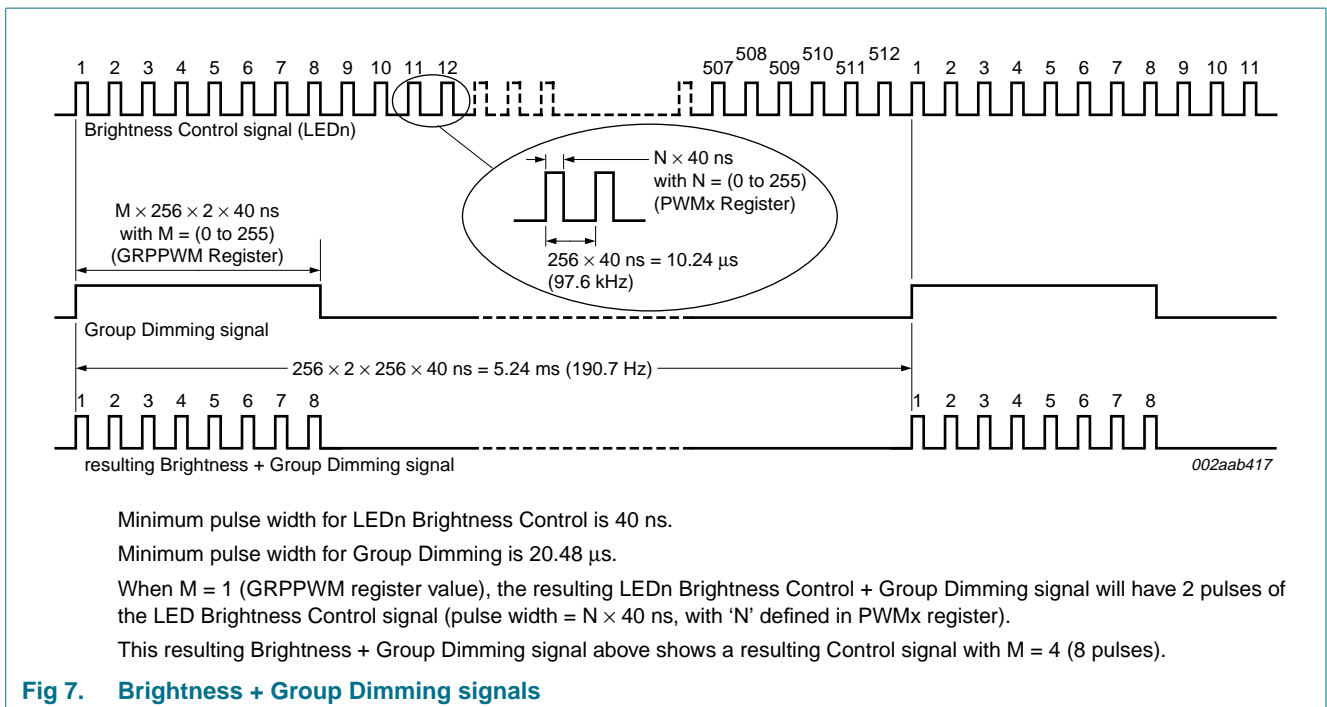 1 2 3 4 5 6 7 8 9 10 11 12 507 508 509 510 511 512 1 2 3 4 5 6 7 8 9 10 11
Brightness Control signal (LEDn)
N × 40 ns
with N = (0 to 255)
(PWMx Register)
M × 256 × 2 × 40 ns
with M = (0 to 255)
(GRPPWM Register)
256 × 40 ns = 10.24 μs
(97.6 kHz)
Group Dimming signal
256 × 2 × 256 × 40 ns = 5.24 ms (190.7 Hz)
1 2 3 4 5 6 7 8 1 2 3 4 5 6 7 8
resulting Brightness + Group Dimming signal
002aab417
Minimum pulse width for LEDn Brightness Control is 40 ns.
Minimum pulse width for Group Dimming is 20.48 μs.
When M = 1 (GRPPWM register value), the resulting LEDn Brightness Control + Group Dimming signal will have 2 pulses of
the LED Brightness Control signal (pulse width = N × 40 ns, with ‘N’ defined in PWMx register).
This resulting Brightness + Group Dimming signal above shows a resulting Control signal with M = 4 (8 pulses).
Fig 7. Brightness + Group Dimming signals